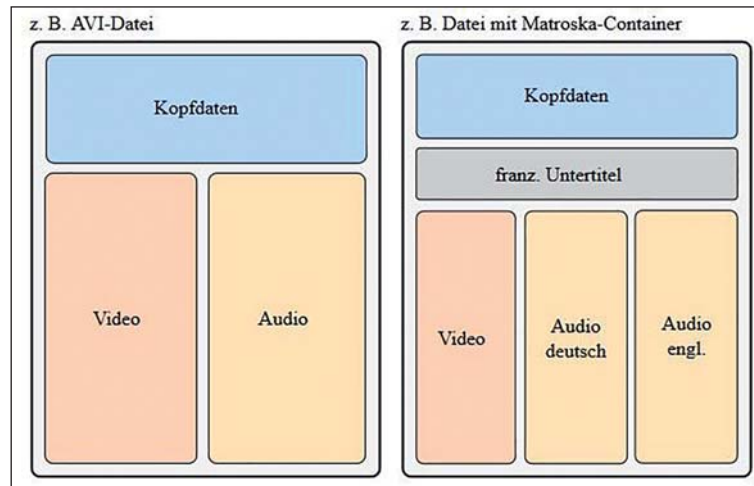 z. B. AVI-Datei
Kopfdaten
Video
Audio
z. B. Datei mit Matroska-Container
Kopfdaten
franz. Untertitel
Video
Audio
deutsch
Audio
engl.